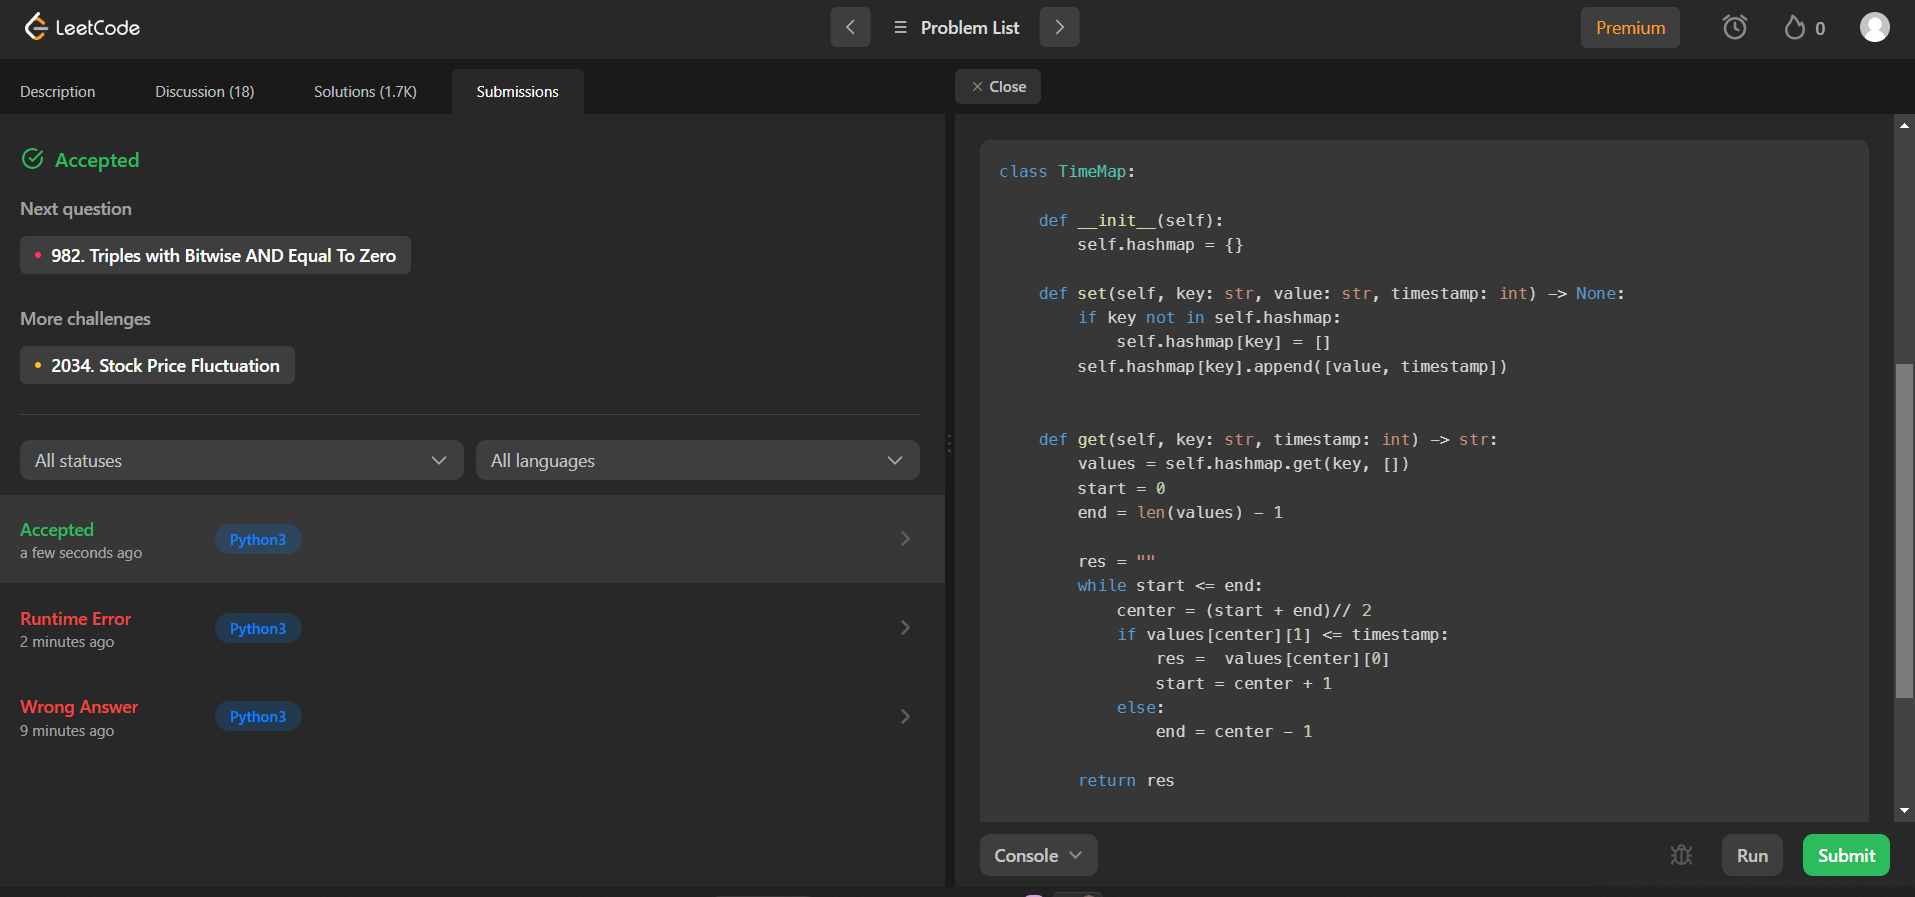 LeetCode
Problem List
Premium
0
Description
Discussion (18)
Solutions (1.7K)
Submissions
Close
Accepted
Next question
982. Triples with Bitwise AND Equal To Zero
More challenges
2034. Stock Price Fluctuation
All statuses
All languages
Accepted
a few seconds ago
Python3
Runtime Error
2 minutes ago
Python3
Wrong Answer
9 minutes ago
Python3
class TimeMap:
    def __init__(self):
        self.hashmap = {}
    def set(self, key: str, value: str, timestamp: int) -> None:
        if key not in self.hashmap:
            self.hashmap[key] = []
        self.hashmap[key].append([value, timestamp])
    def get(self, key: str, timestamp: int) -> str:
        values = self.hashmap.get(key, [])
        start = 0
        end = len(values) - 1
        res = ""
        while start <= end:
            center = (start + end)// 2
            if values[center][1] <= timestamp:
                res =  values[center][0]
                start = center + 1
            else:
                end = center - 1
        return res
Console
Run
Submit